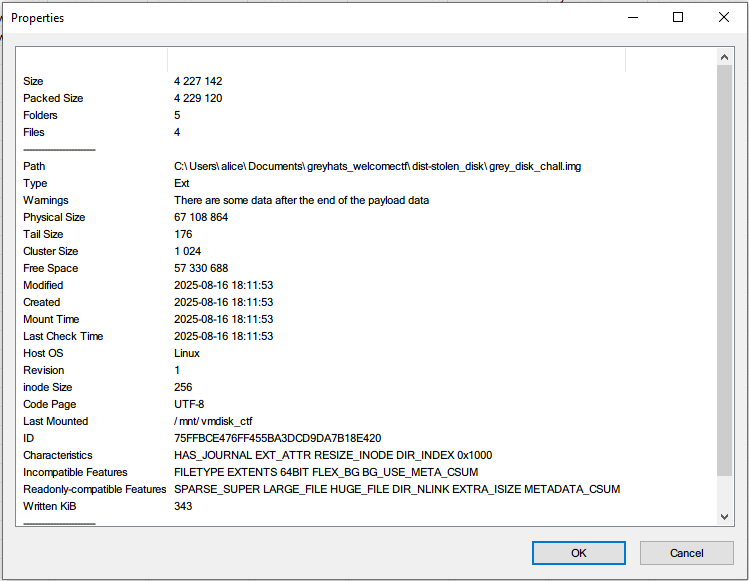 Properties
Size 4 227 142
Packed Size 4 229 120
Folders 5
Files 4
------------------------
Path C:\Users\alice\Documents\greyhats_welcomectf\dist-stolen_disk\grey_disk_chall.img
Type Ext
Warnings There are some data after the end of the payload data
Physical Size 67 108 864
Tail Size 176
Cluster Size 1 024
Free Space 57 330 688
Modified 2025-08-16 18:11:53
Created 2025-08-16 18:11:53
Mount Time 2025-08-16 18:11:53
Last Check Time 2025-08-16 18:11:53
Host OS Linux
Revision 1
inode Size 256
Code Page UTF-8
Last Mounted /mnt/vmdisk_ctf
ID 75FFBCE476FF455BA3DCD9DA7B18E420
Characteristics HAS_JOURNAL EXT_ATTR RESIZE_INODE DIR_INDEX 0x1000
Incompatible Features FILETYPE EXTENTS 64BIT FLEX_BG BG_USE_META_CSUM
Readonly-compatible Features SPARSE_SUPER LARGE_FILE HUGE_FILE DIR_NLINK EXTRA_ISIZE METADATA_CSUM
Written KiB 343
------------------------
OK Cancel